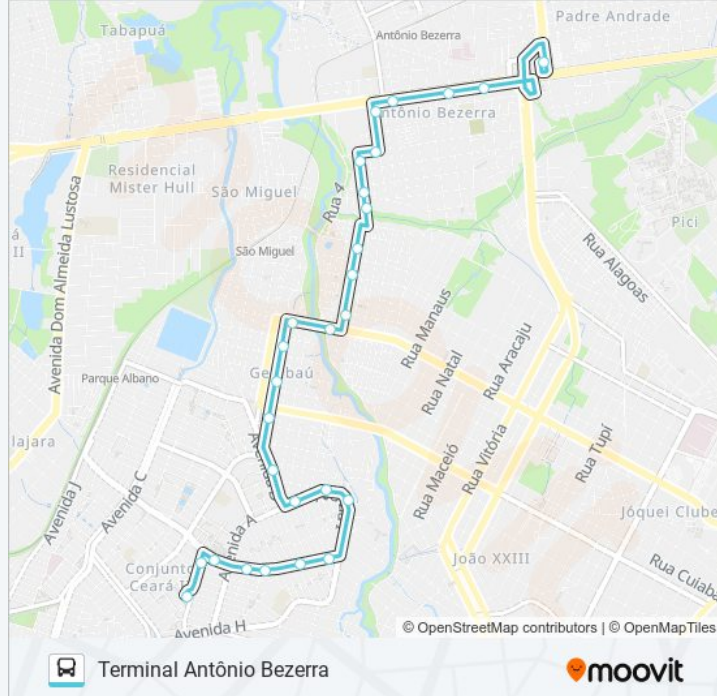 Tabapuá
Antônio Bezerra
Padre Andrade
Antônio Bezerra
Residencial
Mister Hull
São Miguel
Rua 4
São Miguel
Pici
Rua Alagoas
Avenida Dom Almeida Lustosa
á
II
Rua Manaus
Rua Natal
Rua Aracaju
Parque Albano
Genibaú
lajara
Avenida J
Avenida C
Avenida
Rua Maceió
Rua Vitória
Rua Tupi
Jóquei Clube
Avenida A
João XXIII
Conjunto
Ceará I
Rua Cuiabá
Avenida H
© OpenStreetMap contributors | © OpenMapTiles
Terminal Antônio Bezerra
moovit